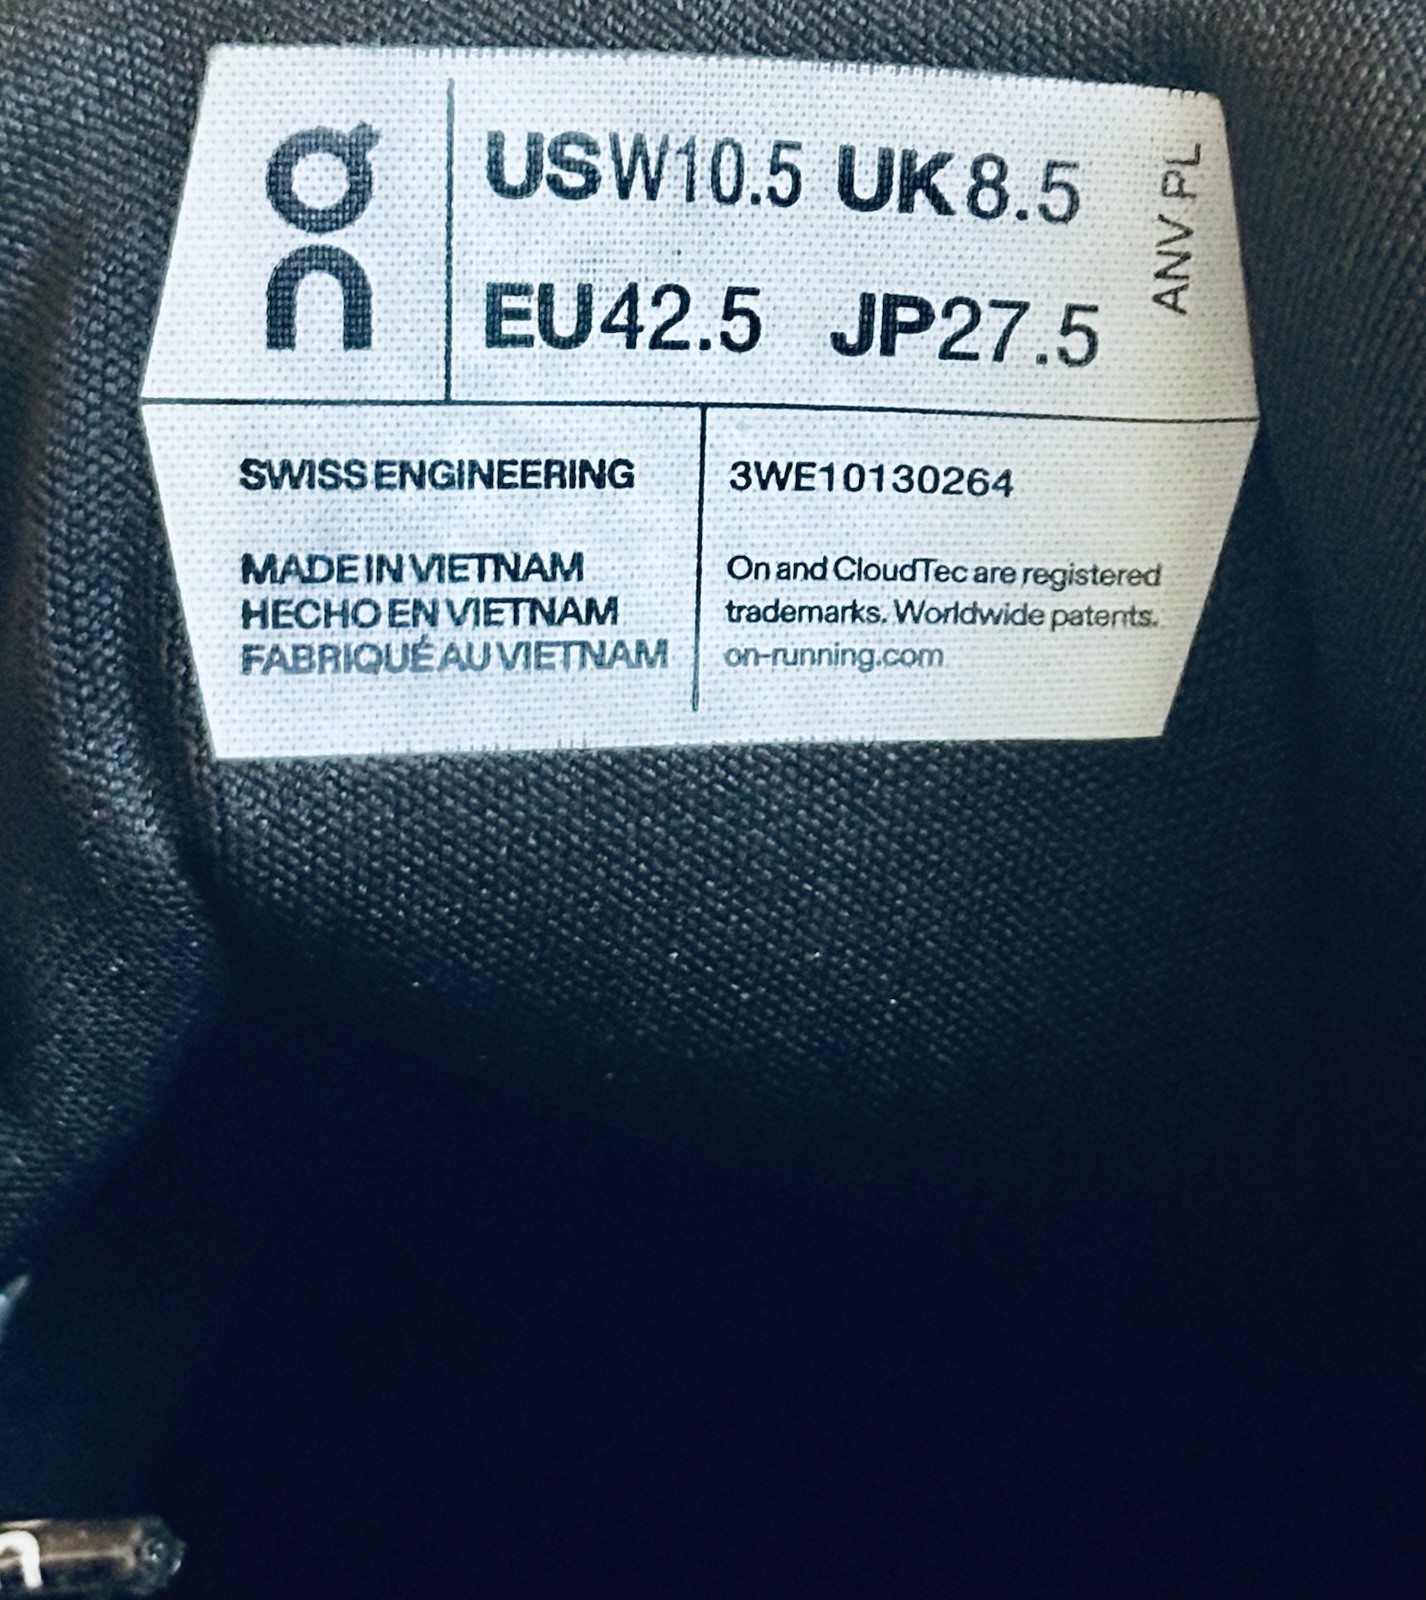 on
USW10.5 UK8.5
EU42.5 JP27.5
ANV PL
SWISS ENGINEERING
MADE IN VIETNAM
HECHO EN VIETNAM
FABRIQUÉ AU VIETNAM
3WE10130264
On and CloudTec are registered
trademarks. Worldwide patents.
on-running.com
n